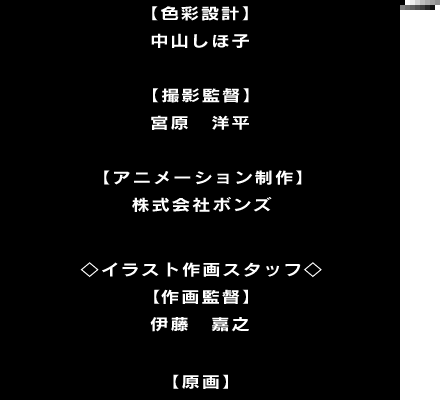 【色彩設計】
中山しほ子
【撮影監督】
宮原　洋平
【アニメーション制作】
株式会社ボンズ
◇イラスト作画スタッフ◇
【作画監督】
伊藤　嘉之
【原画】